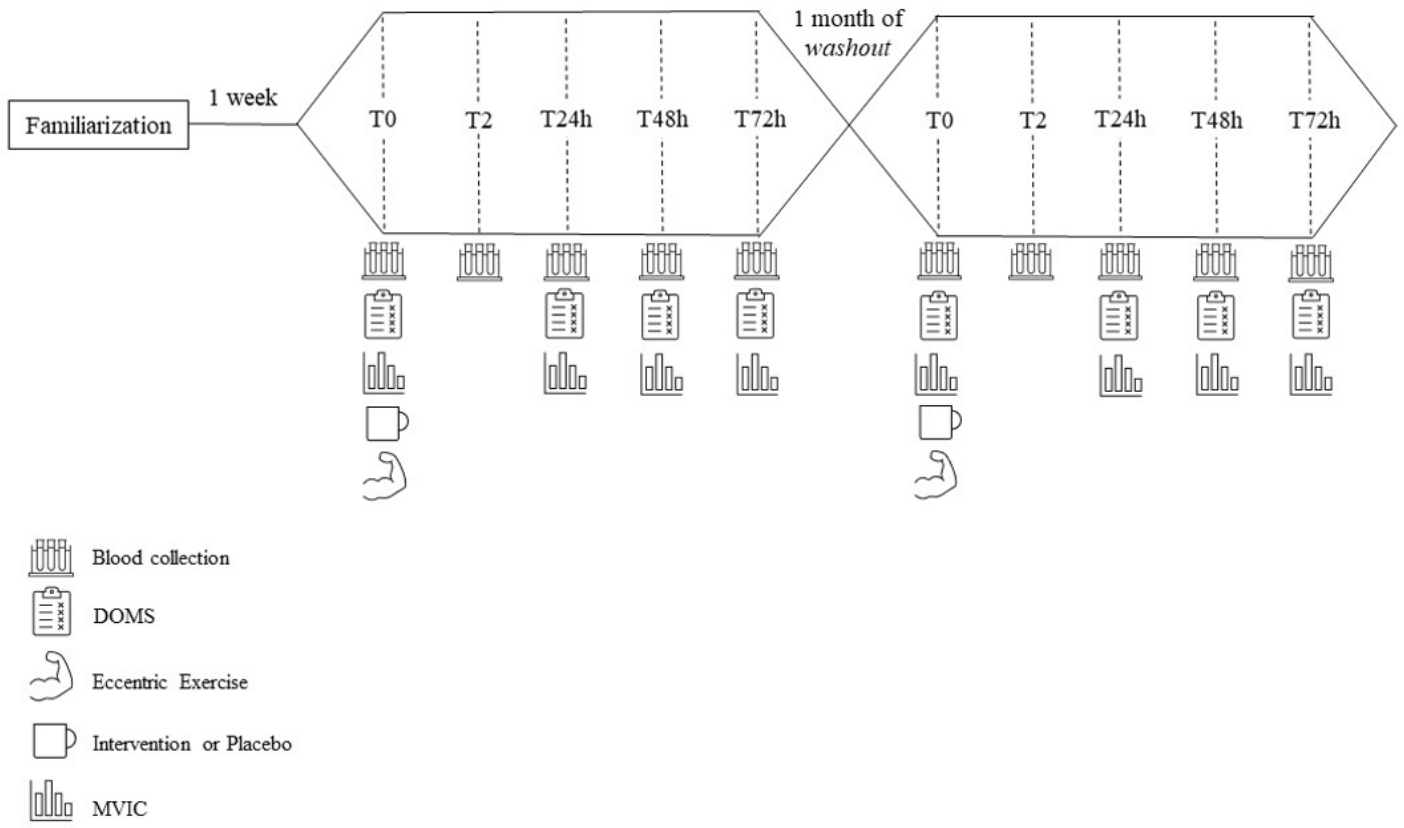 1 month of
washout
1 week
Familiarization
T0
T2
T24h
T48h
T72h
T0
T2
T24h
T48h
T72h
Blood collection
DOMS
Eccentric Exercise
Intervention or Placebo
MVIC